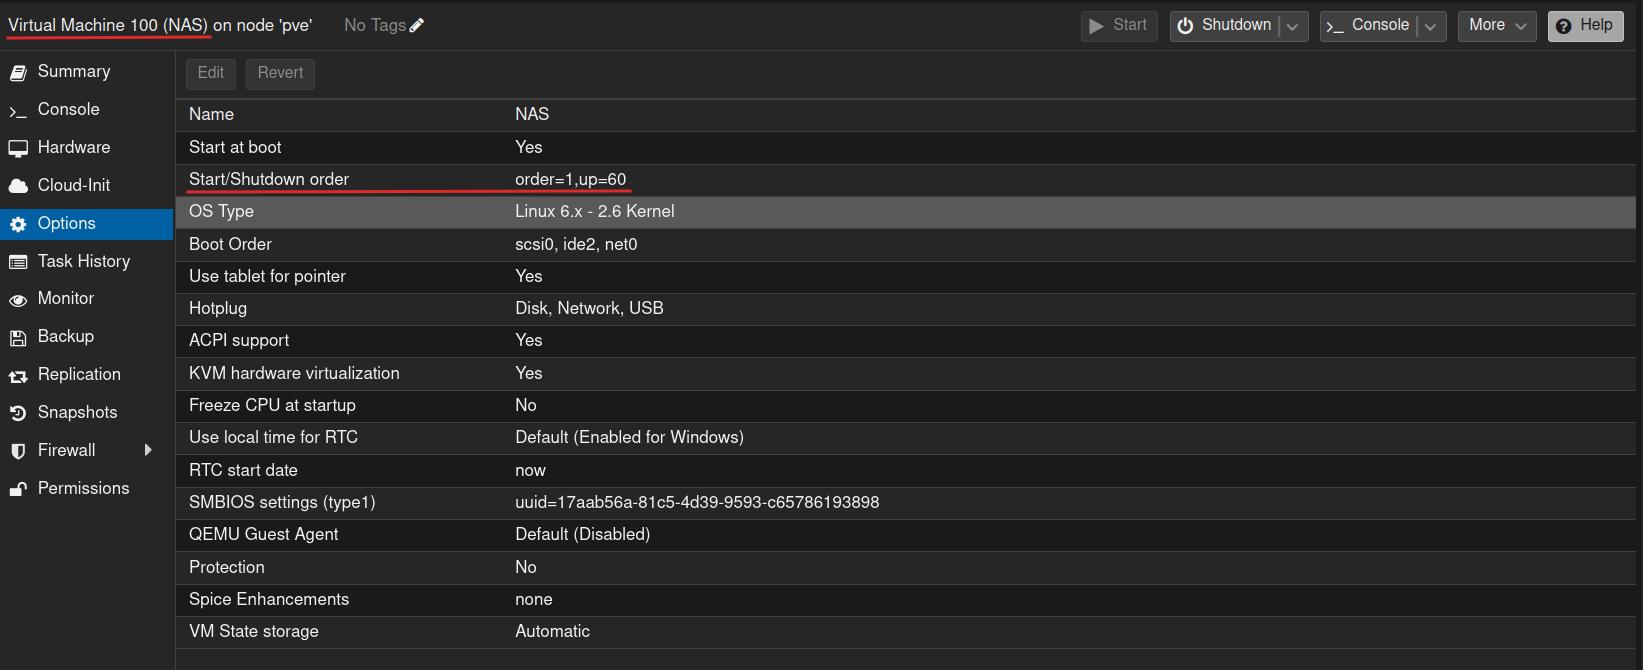 Virtual Machine 100 (NAS) on node 'pve' No Tags Start Shutdown Console More Help
Summary
Console
Hardware
Cloud-Init
Options
Task History
Monitor
Backup
Replication
Snapshots
Firewall
Permissions
Edit Revert
Name NAS
Start at boot Yes
Start/Shutdown order order=1,up=60
OS Type Linux 6.x - 2.6 Kernel
Boot Order scsi0, ide2, net0
Use tablet for pointer Yes
Hotplug Disk, Network, USB
ACPI support Yes
KVM hardware virtualization Yes
Freeze CPU at startup No
Use local time for RTC Default (Enabled for Windows)
RTC start date now
SMBIOS settings (type1) uuid=17aab56a-81c5-4d39-9593-c65786193898
QEMU Guest Agent Default (Disabled)
Protection No
Spice Enhancements none
VM State storage Automatic